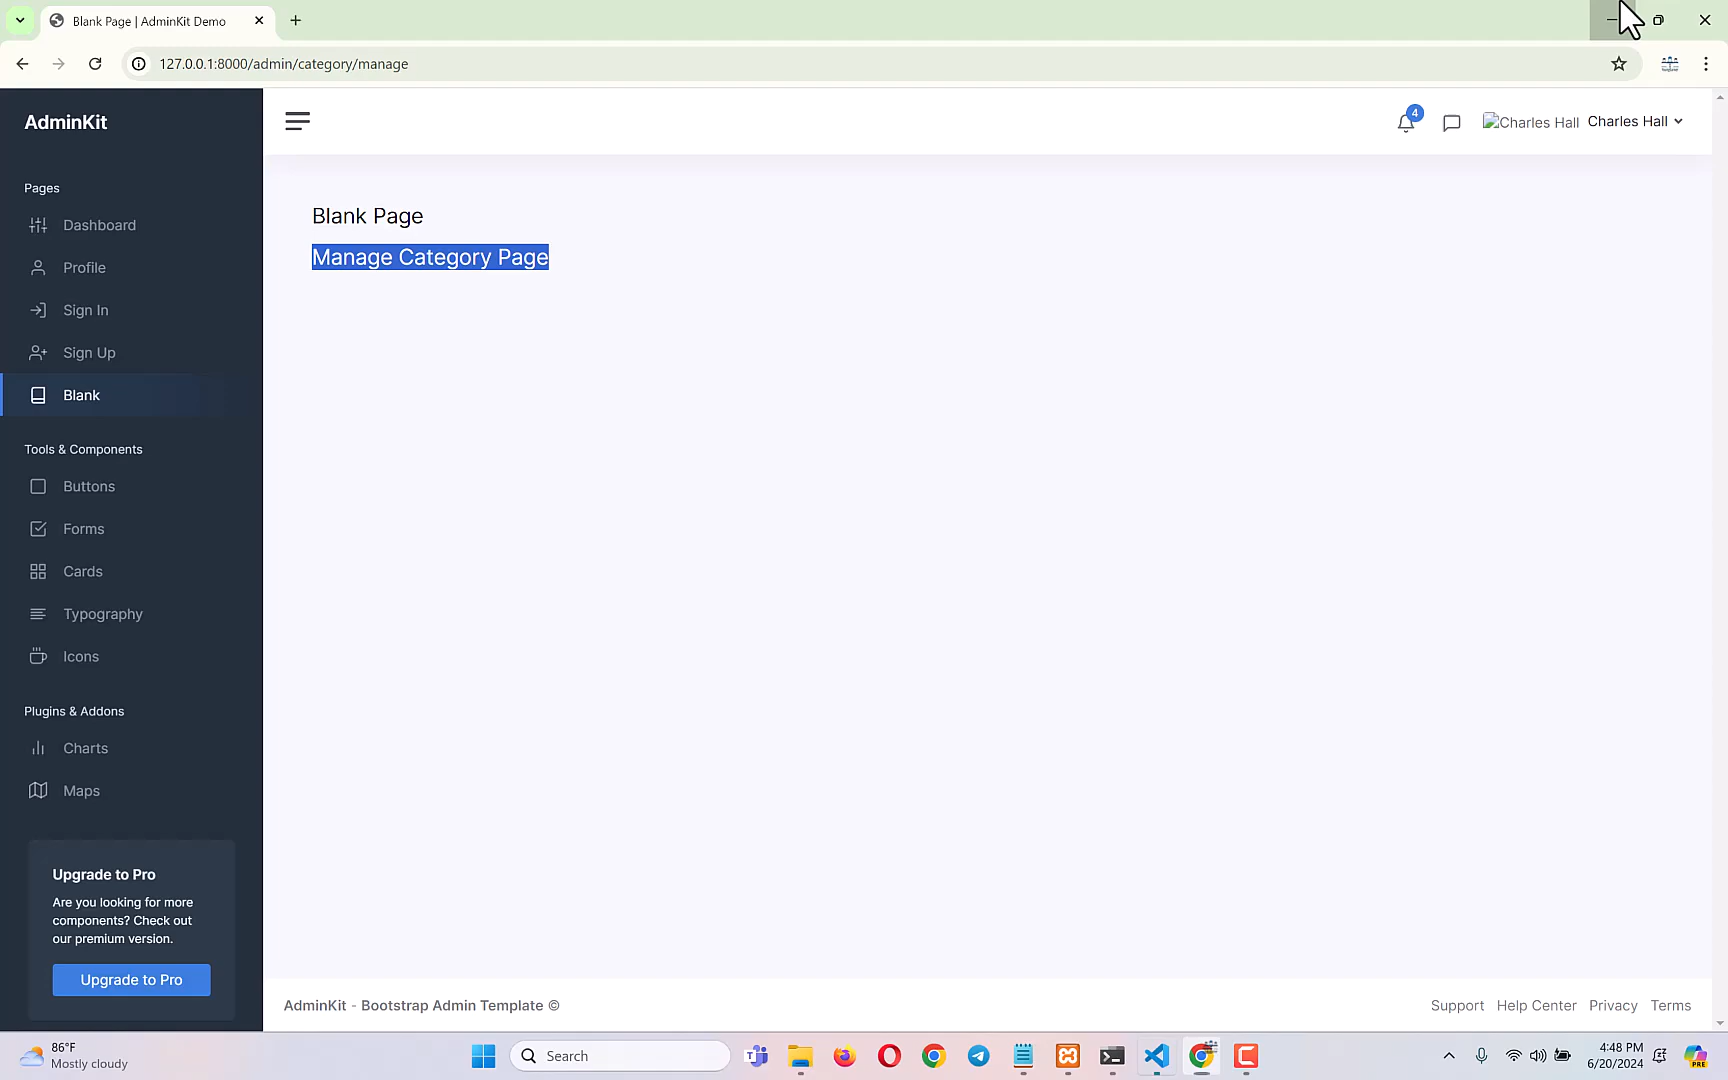 Blank Page | AdminKit Demo
127.0.0.1:8000/admin/category/manage
AdminKit
4
Charles Hall
Charles Hall
Pages
Dashboard
Profile
Sign In
Sign Up
Blank
Tools & Components
Buttons
Forms
Cards
Typography
Icons
Plugins & Addons
Charts
Maps
Upgrade to Pro
Are you looking for more
components? Check out
our premium version.
Upgrade to Pro
Blank Page
Manage Category Page
AdminKit - Bootstrap Admin Template ©
Support Help Center Privacy Terms
86°F
Mostly cloudy
Search
4:48 PM
6/20/2024
PRE